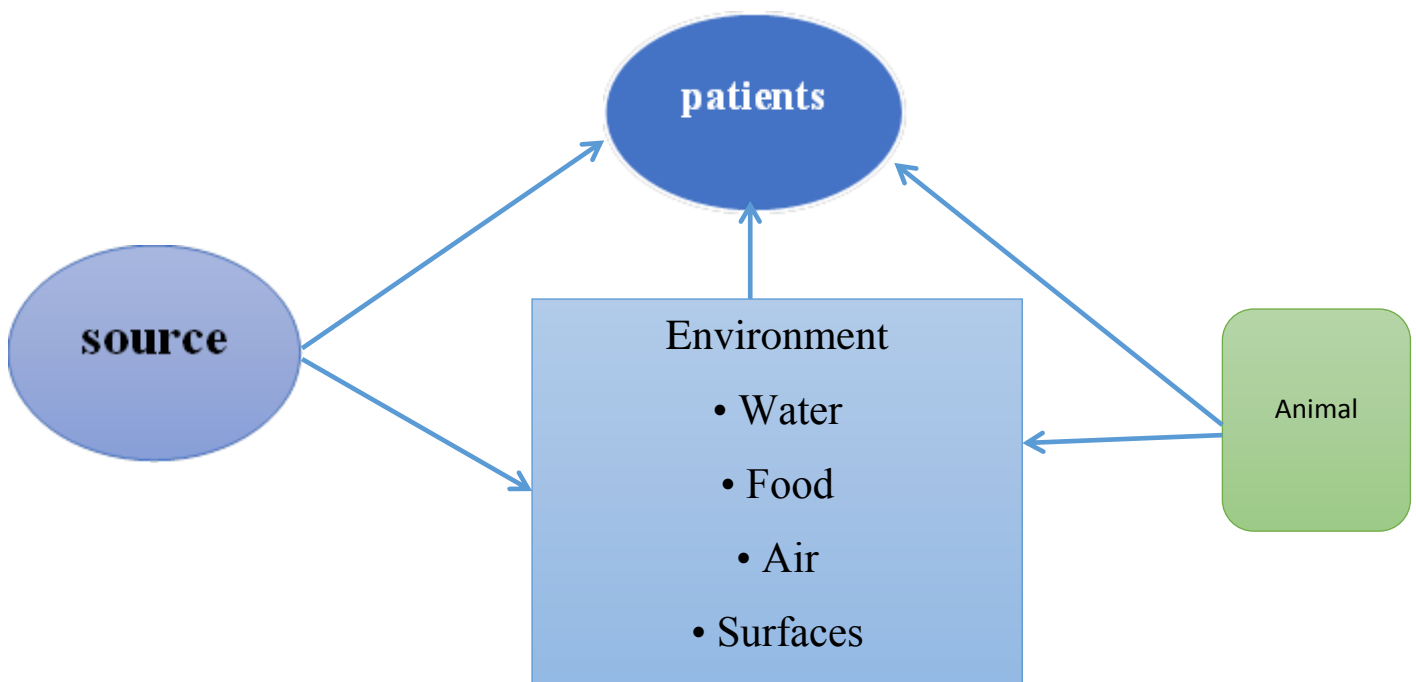 patients
source
Environment
• Water
• Food
• Air
• Surfaces
Animal